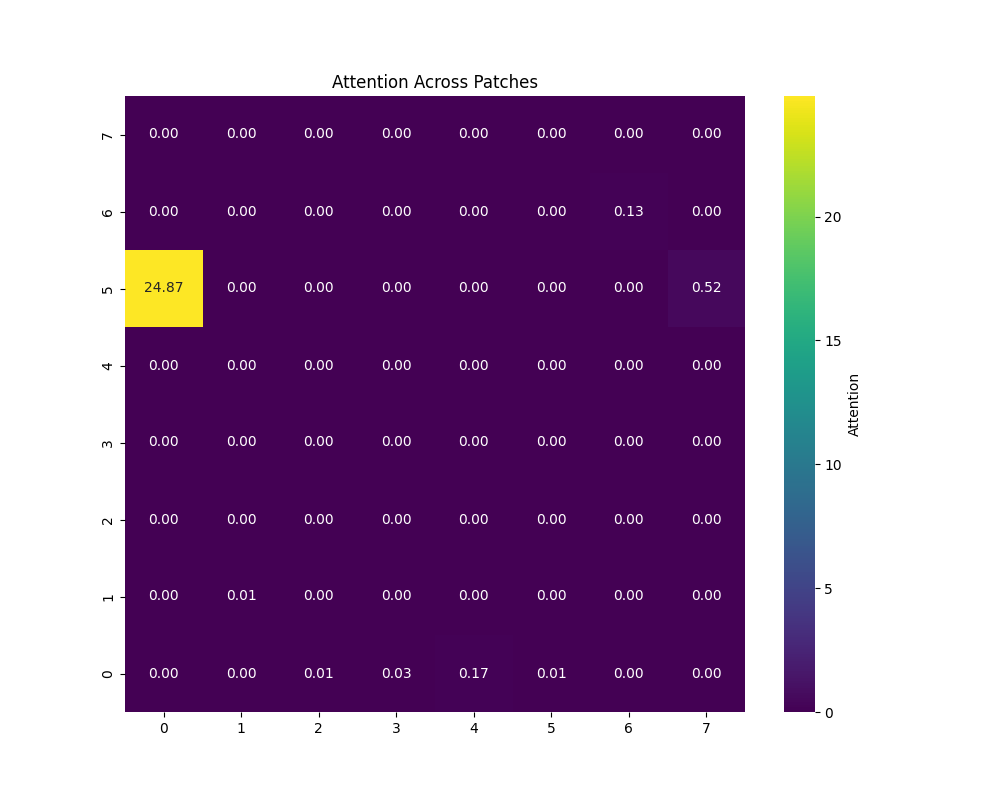 Attention Across Patches
7 0.00 0.00 0.00 0.00 0.00 0.00 0.00 0.00
6 0.00 0.00 0.00 0.00 0.00 0.00 0.13 0.00
5 24.87 0.00 0.00 0.00 0.00 0.00 0.00 0.52
4 0.00 0.00 0.00 0.00 0.00 0.00 0.00 0.00
3 0.00 0.00 0.00 0.00 0.00 0.00 0.00 0.00
2 0.00 0.00 0.00 0.00 0.00 0.00 0.00 0.00
1 0.00 0.01 0.00 0.00 0.00 0.00 0.00 0.00
0 0.00 0.00 0.01 0.03 0.17 0.01 0.00 0.00
0 1 2 3 4 5 6 7
20
15
10
5
0
Attention